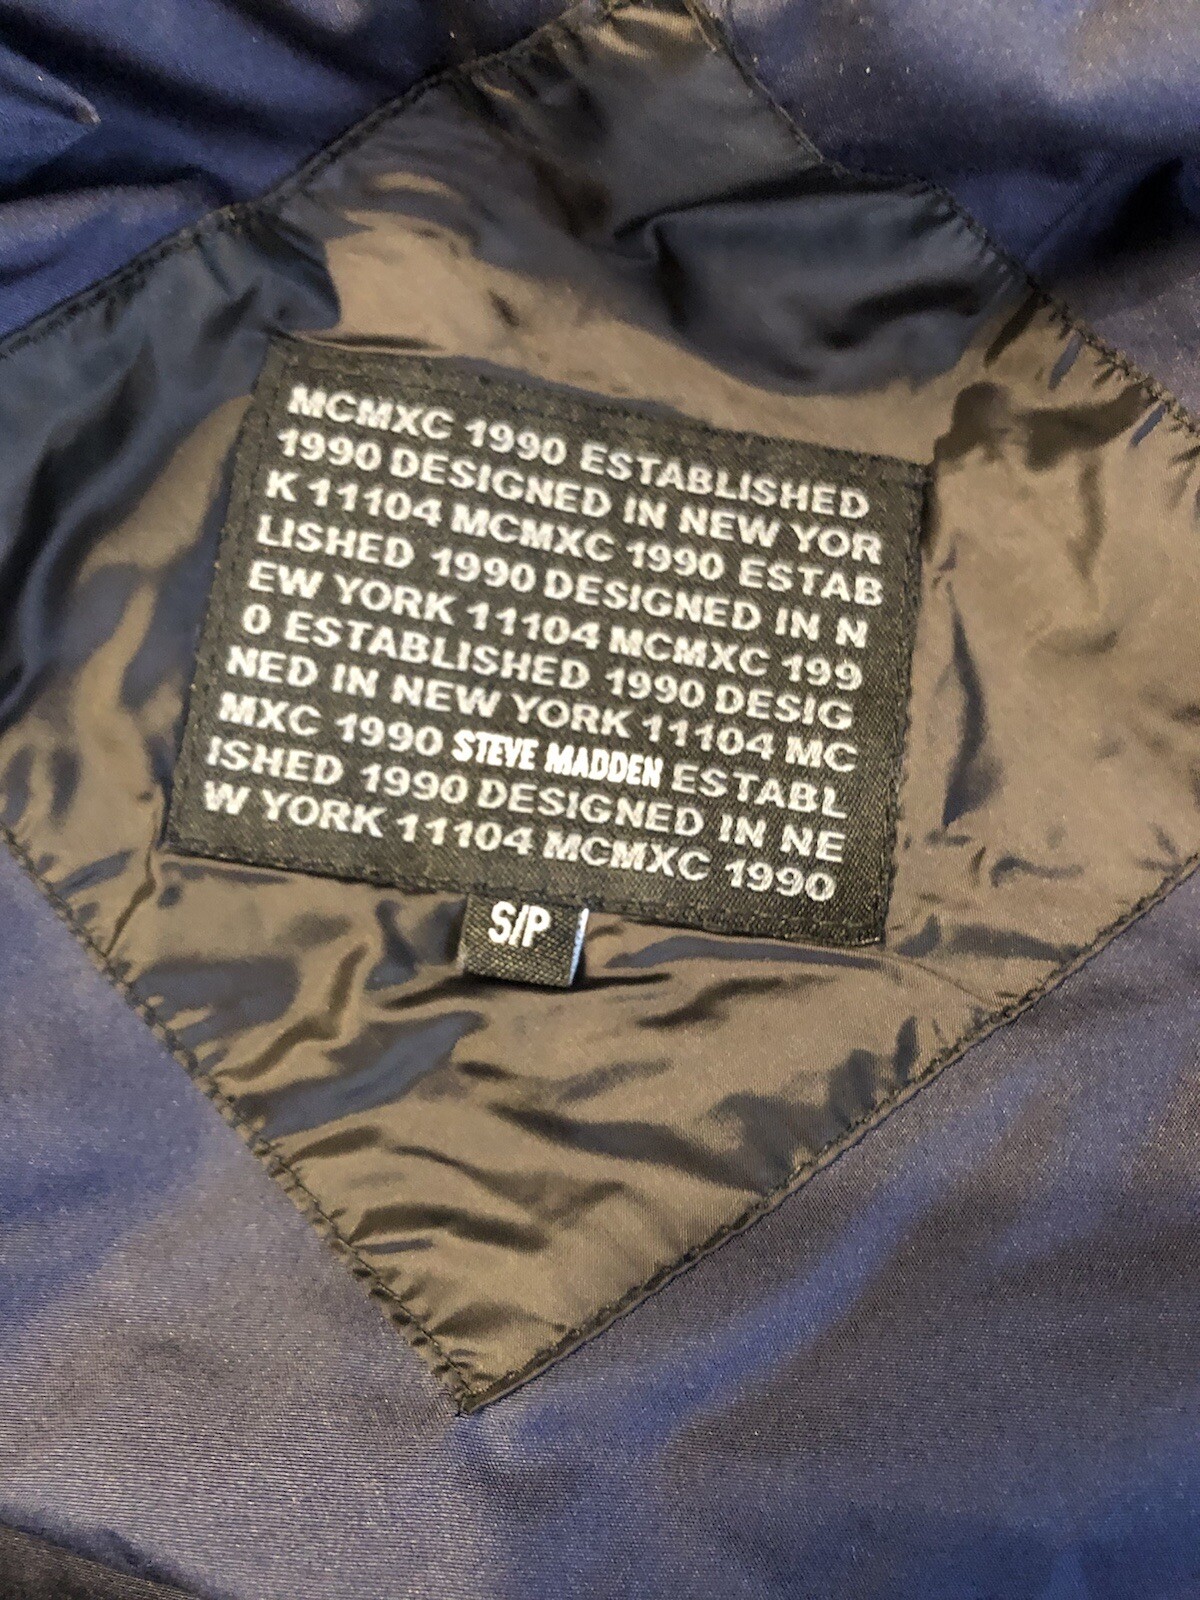 MCMXC 1990 ESTABLISHED
1990 DESIGNED IN NEW YOR
K 11104 MCMXC 1990 ESTAB
LISHED 1990 DESIGNED IN N
EW YORK 11104 MCMXC 199
0 ESTABLISHED 1990 DESIG
NED IN NEW YORK 11104 MC
MXC 1990 STEVE MADDEN ESTABL
ISHED 1990 DESIGNED IN NE
W YORK 11104 MCMXC 1990
S/P